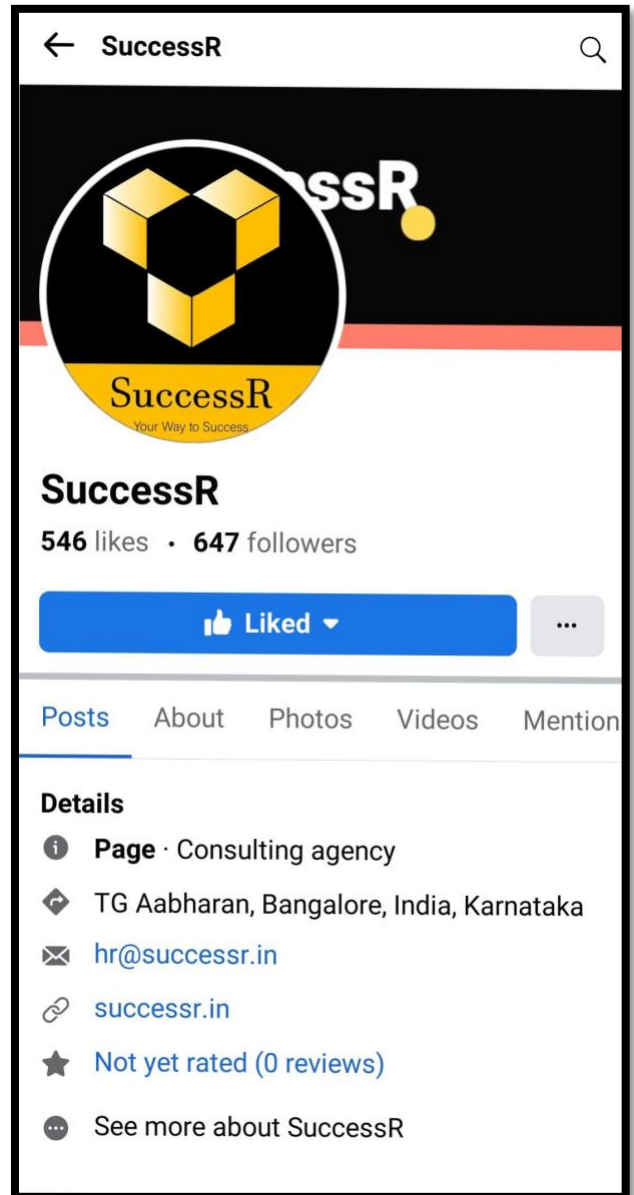 SuccessR
essR
SuccessR
Your Way to Success
SuccessR
546 likes · 647 followers
Liked
Posts About Photos Videos Mention
Details
Page · Consulting agency
TG Aabharan, Bangalore, India, Karnataka
hr@successr.in
successr.in
Not yet rated (0 reviews)
See more about SuccessR